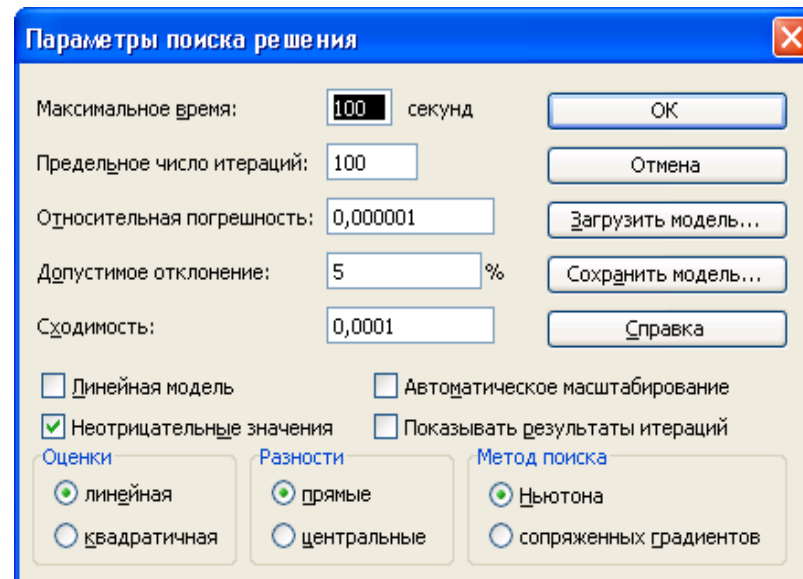 Параметры поиска решения
Максимальное время: 100 секунд
ОК
Предельное число итераций: 100
Отмена
Относительная погрешность: 0,000001
Загрузить модель...
Допустимое отклонение: 5 %
Сохранить модель...
Сходимость: 0,0001
Справка
Линейная модель
Автоматическое масштабирование
Неотрицательные значения
Показывать результаты итераций
Оценки
линейная
квадратичная
Разности
прямые
центральные
Метод поиска
Ньютона
сопряженных градиентов